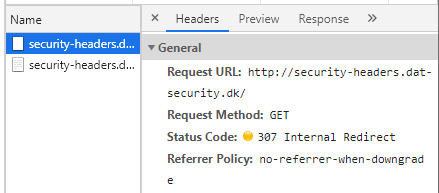 Name
Headers Preview Response »
security-headers.d...
security-headers.d...
General
Request URL: http://security-headers.dat-
security.dk/
Request Method: GET
Status Code: 307 Internal Redirect
Referrer Policy: no-referrer-when-downgrad
e